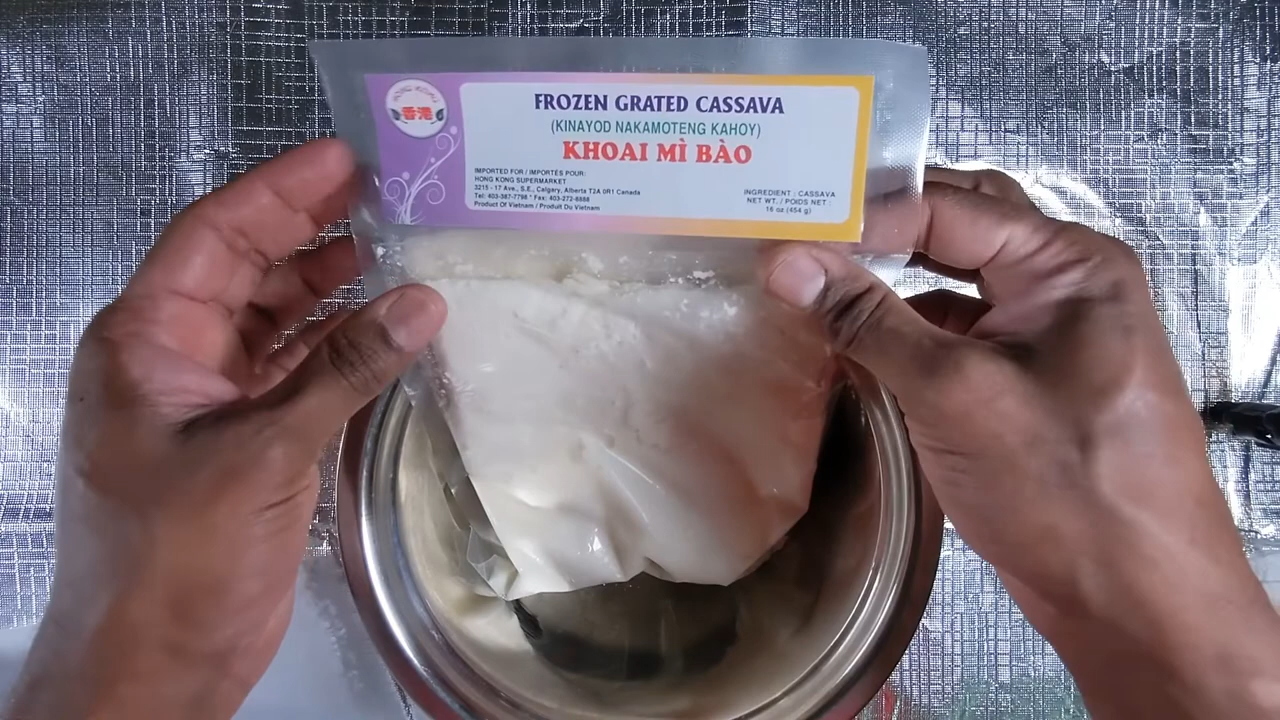 HONG KONG
香港
FROZEN GRATED CASSAVA
(KINAYOD NAKAMOTENG KAHOY)
KHOAI MÌ BÀO
IMPORTED FOR / IMPORTÉS POUR:
HONG KONG SUPERMARKET
3215 - 17 Ave., S.E., Calgary, Alberta T2A 0R1 Canada
Tel: 403-387-7798 * Fax: 403-272-8888
Product Of Vietnam / Produit Du Vietnam
INGREDIENT : CASSAVA
NET WT. / POIDS NET :
16 oz (454 g)